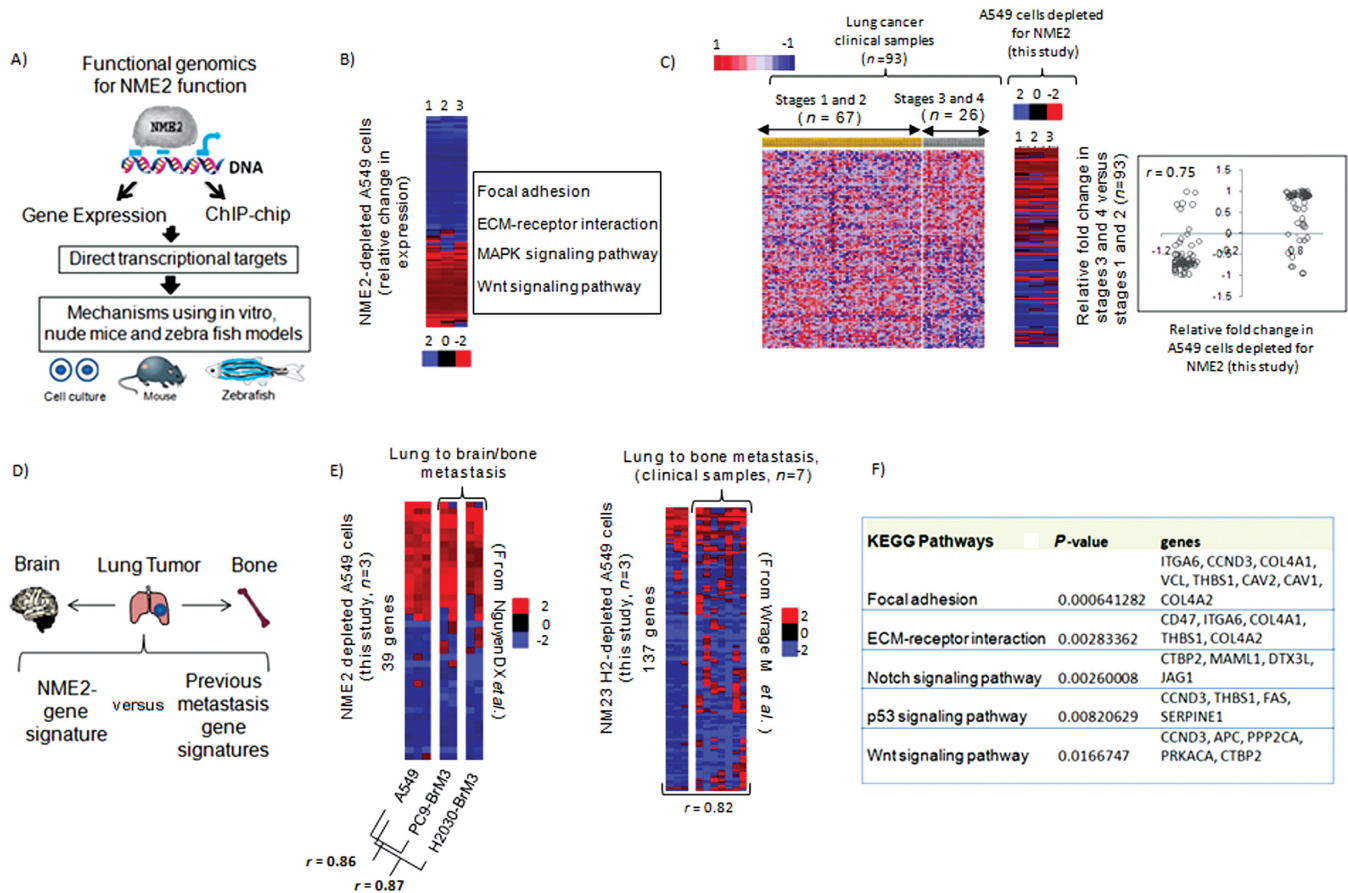 A)
Functional genomics
for NME2 function
NME2
DNA
Gene Expression
ChIP-chip
Direct transcriptional targets
Mechanisms using in vitro,
nude mice and zebra fish models
Cell culture
Mouse
Zebrafish
B)
NME2-depleted A549 cells
(relative change in
expression)
1 2 3
Focal adhesion
ECM-receptor interaction
MAPK signaling pathway
Wnt signaling pathway
2 0 -2
C)
1 -1
Lung cancer
clinical samples
(n=93)
Stages 1 and 2
(n = 67)
Stages 3 and 4
(n = 26)
A549 cells depleted
for NME2
(this study)
2 0 -2
1 2 3
Relative fold change in
stages 3 and 4 versus
stages 1 and 2 (n=93)
r = 0.75
1.5
1
0.5
0
-1.2
-0.2
0.8
-0.5
-1
-1.5
Relative fold change in
A549 cells depleted for
NME2 (this study)
D)
Brain
Lung Tumor
Bone
NME2-
gene
signature
versus
Previous
metastasis
gene
signatures
E)
Lung to brain/bone
metastasis
NME2 depleted A549 cells
(this study, n=3)
39 genes
(From Nguyen DX et al.)
2
0
-2
A549
PC9-BrM3
H2030-BrM3
r = 0.86
r = 0.87
Lung to bone metastasis,
(clinical samples, n=7)
NM23 H2-depleted A549 cells
(this study, n=3)
137 genes
(From Wrage M et al.)
2
0
-2
r = 0.82
F)
KEGG Pathways P-value genes
Focal adhesion 0.000641282
ITGA6, CCND3, COL4A1,
VCL, THBS1, CAV2, CAV1,
COL4A2
ECM-receptor interaction 0.00283362
CD47, ITGA6, COL4A1,
THBS1, COL4A2
Notch signaling pathway 0.00260008
CTBP2, MAML1, DTX3L,
JAG1
p53 signaling pathway 0.00820629
CCND3, THBS1, FAS,
SERPINE1
Wnt signaling pathway 0.0166747
CCND3, APC, PPP2CA,
PRKACA, CTBP2